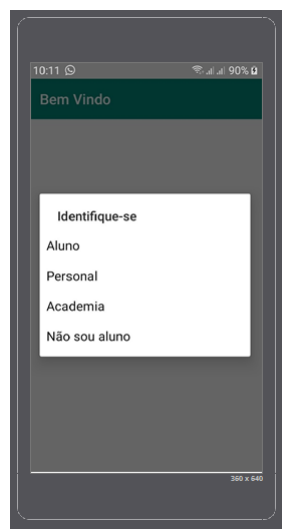 10:11 90%
Bem Vindo
Identifique-se
Aluno
Personal
Academia
Não sou aluno
360 x 640